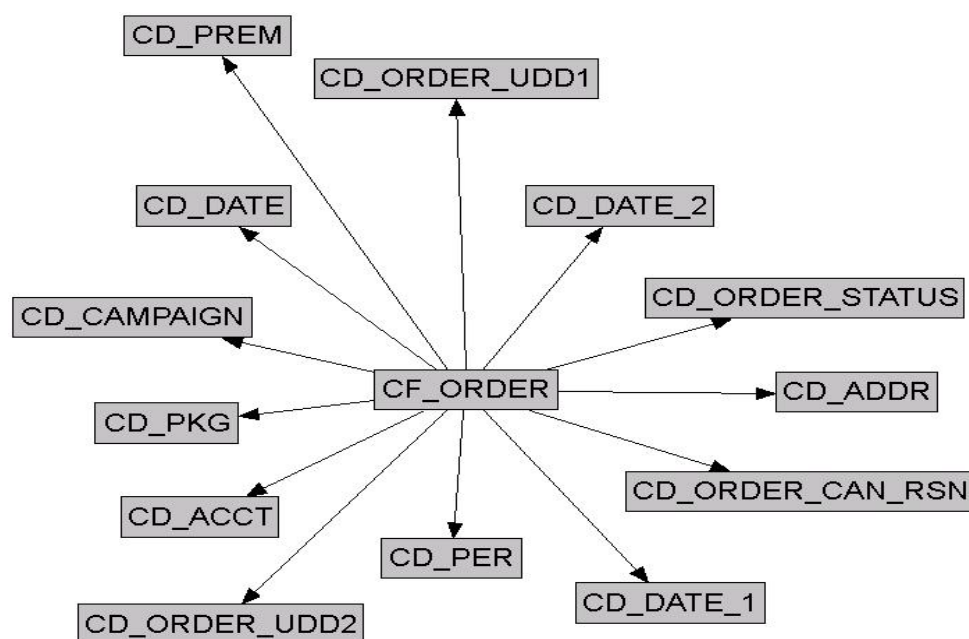 CD_PREM
CD_ORDER_UDD1
CD_DATE
CD_DATE_2
CD_ORDER_STATUS
CD_CAMPAIGN
CF_ORDER
CD_ADDR
CD_PKG
CD_ORDER_CAN_RSN
CD_ACCT
CD_PER
CD_DATE_1
CD_ORDER_UDD2